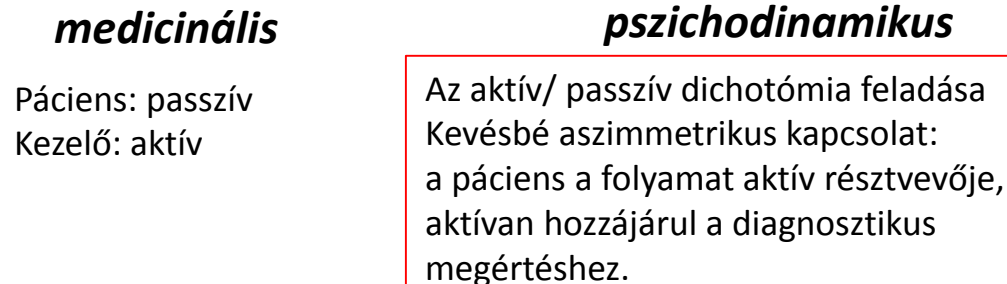 medicinális
Páciens: passzív
Kezelő: aktív
pszichodinamikus
Az aktív/ passzív dichotómia feladása
Kevésbé aszimmetrikus kapcsolat:
a páciens a folyamat aktív résztvevője,
aktívan hozzájárul a diagnosztikus
megértéshez.